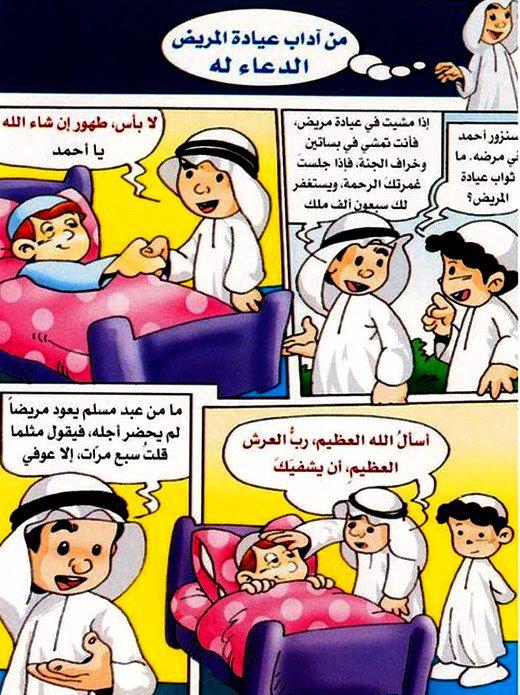 من آداب عيادة المريض
الدعاء له
سنزور أحمد
في مرضه. ما
ثواب عيادة
المريض؟
إذا مشيت في عيادة مريض،
فأنت تمشي في بساتين
وخراف الجنة. فإذا جلست
غمرتك الرحمة، ويستغفر
لك سبعون ألف ملك
لا بأس، طهور إن شاء الله
يا أحمد
أسألُ الله العظيم، ربُّ العرش
العظيمِ، أن يشفيَكَ
ما من عبد مسلم يعود مريضاً
لم يحضر أجله، فيقول مثلما
قلتُ سبع مرّات، إلا عوفي